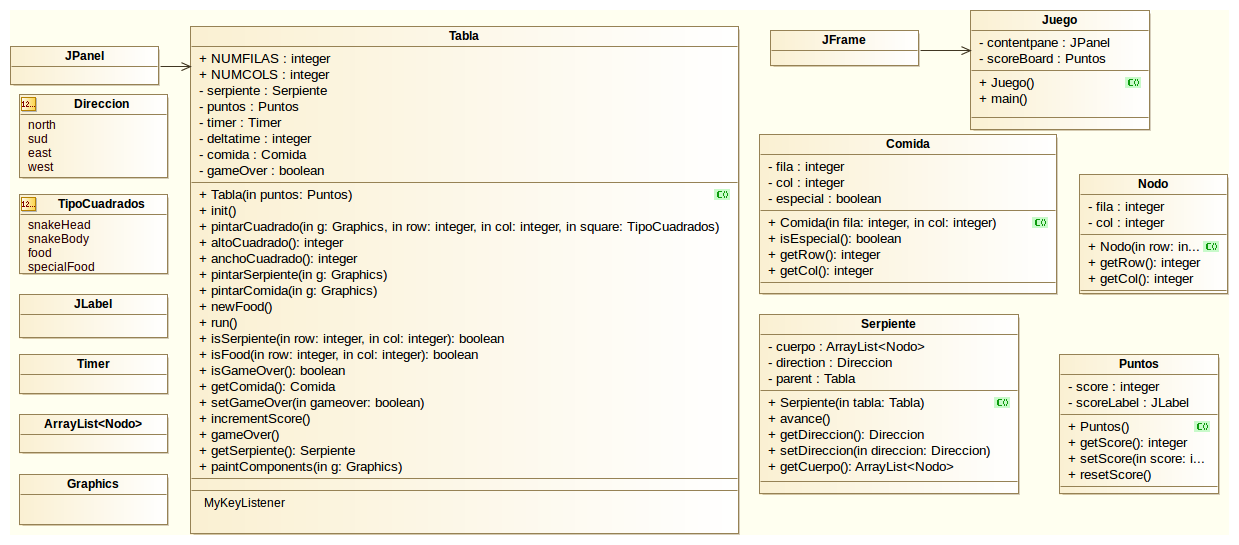 JPanel
Direccion
north
sud
east
west
TipoCuadrados
snakeHead
snakeBody
food
specialFood
JLabel
Timer
ArrayList<Nodo>
Graphics
Tabla
+ NUMFILAS : integer
+ NUMCOLS : integer
- serpiente : Serpiente
- puntos : Puntos
- timer : Timer
- deltatime : integer
- comida : Comida
- gameOver : boolean
+ Tabla(in puntos: Puntos)
+ init()
+ pintarCuadrado(in g: Graphics, in row: integer, in col: integer, in square: TipoCuadrados)
+ altoCuadrado(): integer
+ anchoCuadrado(): integer
+ pintarSerpiente(in g: Graphics)
+ pintarComida(in g: Graphics)
+ newFood()
+ run()
+ isSerpiente(in row: integer, in col: integer): boolean
+ isFood(in row: integer, in col: integer): boolean
+ isGameOver(): boolean
+ getComida(): Comida
+ setGameOver(in gameover: boolean)
+ incrementScore()
+ gameOver()
+ getSerpiente(): Serpiente
+ paintComponents(in g: Graphics)
MyKeyListener
JFrame
Juego
- contentpane : JPanel
- scoreBoard : Puntos
+ Juego()
+ main()
Comida
- fila : integer
- col : integer
- especial : boolean
+ Comida(in fila: integer, in col: integer)
+ isEspecial(): boolean
+ getRow(): integer
+ getCol(): integer
Nodo
- fila : integer
- col : integer
+ Nodo(in row: in...
+ getRow(): integer
+ getCol(): integer
Serpiente
- cuerpo : ArrayList<Nodo>
- direction : Direccion
- parent : Tabla
+ Serpiente(in tabla: Tabla)
+ avance()
+ getDireccion(): Direccion
+ setDireccion(in direccion: Direccion)
+ getCuerpo(): ArrayList<Nodo>
Puntos
- score : integer
- scoreLabel : JLabel
+ Puntos()
+ getScore(): integer
+ setScore(in score: i...
+ resetScore()